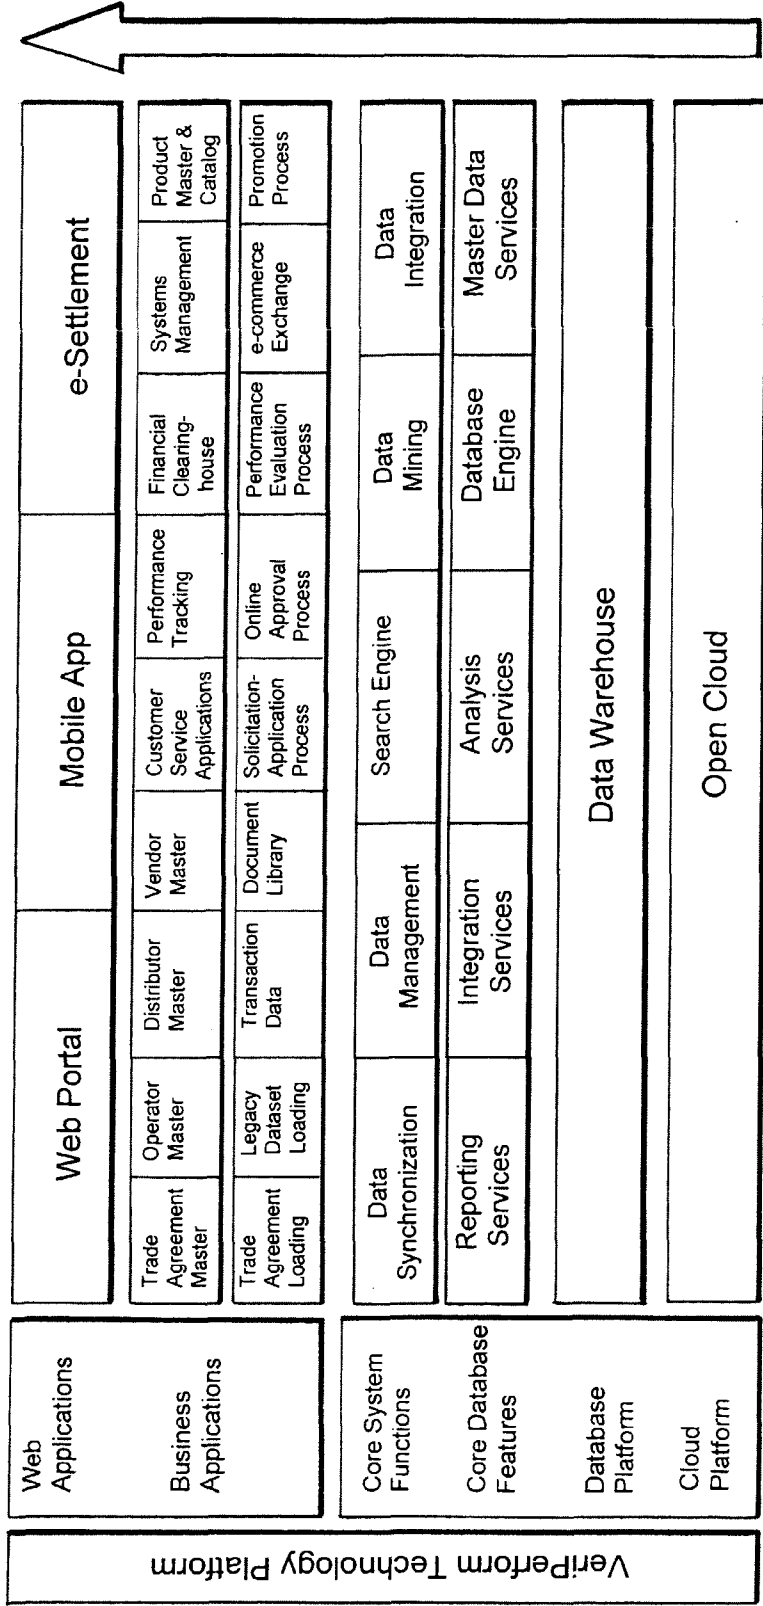 VeriPerform Technology Platform
Web
Applications
Web Portal
Mobile App
e-Settlement
Business
Applications
Trade
Agreement
Master
Operator
Master
Distributor
Master
Vendor
Master
Customer
Service
Applications
Performance
Tracking
Financial
Clearing-
house
Systems
Management
Product
Master &
Catalog
Trade
Agreement
Loading
Legacy
Dataset
Loading
Transaction
Data
Document
Library
Solicitation-
Application
Process
Online
Approval
Process
Performance
Evaluation
Process
e-commerce
Exchange
Promotion
Process
Core System
Functions
Data
Synchronization
Data
Management
Search Engine
Data
Mining
Data
Integration
Core Database
Features
Reporting
Services
Integration
Services
Analysis
Services
Database
Engine
Master Data
Services
Database
Platform
Data Warehouse
Cloud
Platform
Open Cloud